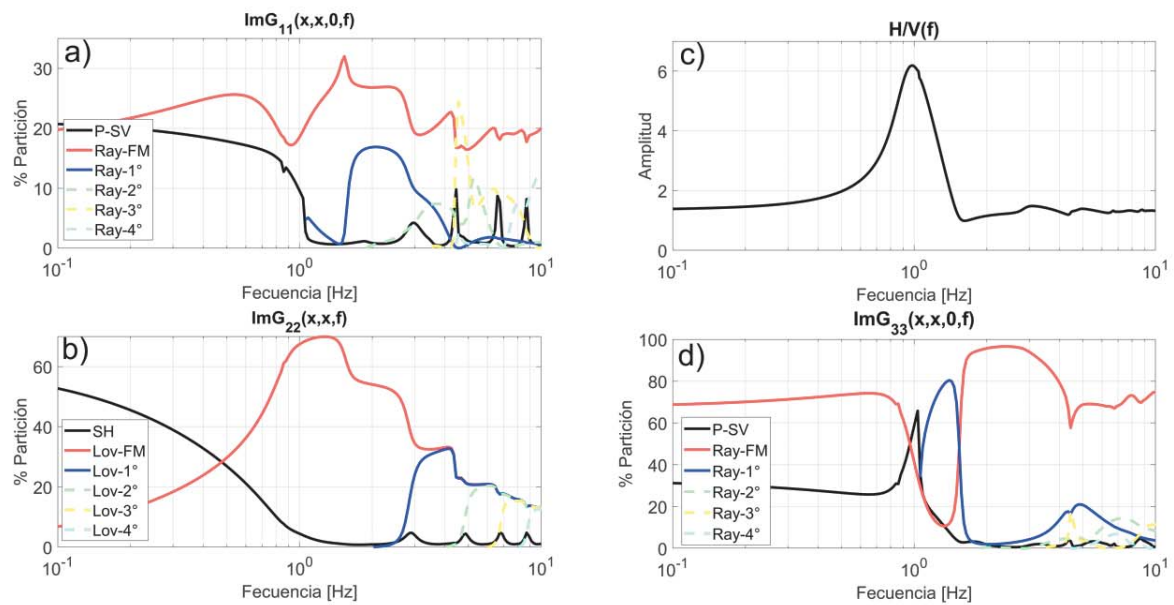 ImG11(x,x,0,f)
a)
% Partición
30
20
10
0
P-SV
Ray-FM
Ray-1°
Ray-2°
Ray-3°
Ray-4°
10-1
100
101
Fecuencia [Hz]
H/V(f)
c)
Amplitud
6
4
2
0
10-1
100
101
Fecuencia [Hz]
ImG22(x,x,f)
b)
% Partición
60
40
20
0
SH
Lov-FM
Lov-1°
Lov-2°
Lov-3°
Lov-4°
10-1
100
101
Fecuencia [Hz]
ImG33(x,x,0,f)
d)
% Partición
100
80
60
40
20
0
P-SV
Ray-FM
Ray-1°
Ray-2°
Ray-3°
Ray-4°
10-1
100
101
Fecuencia [Hz]